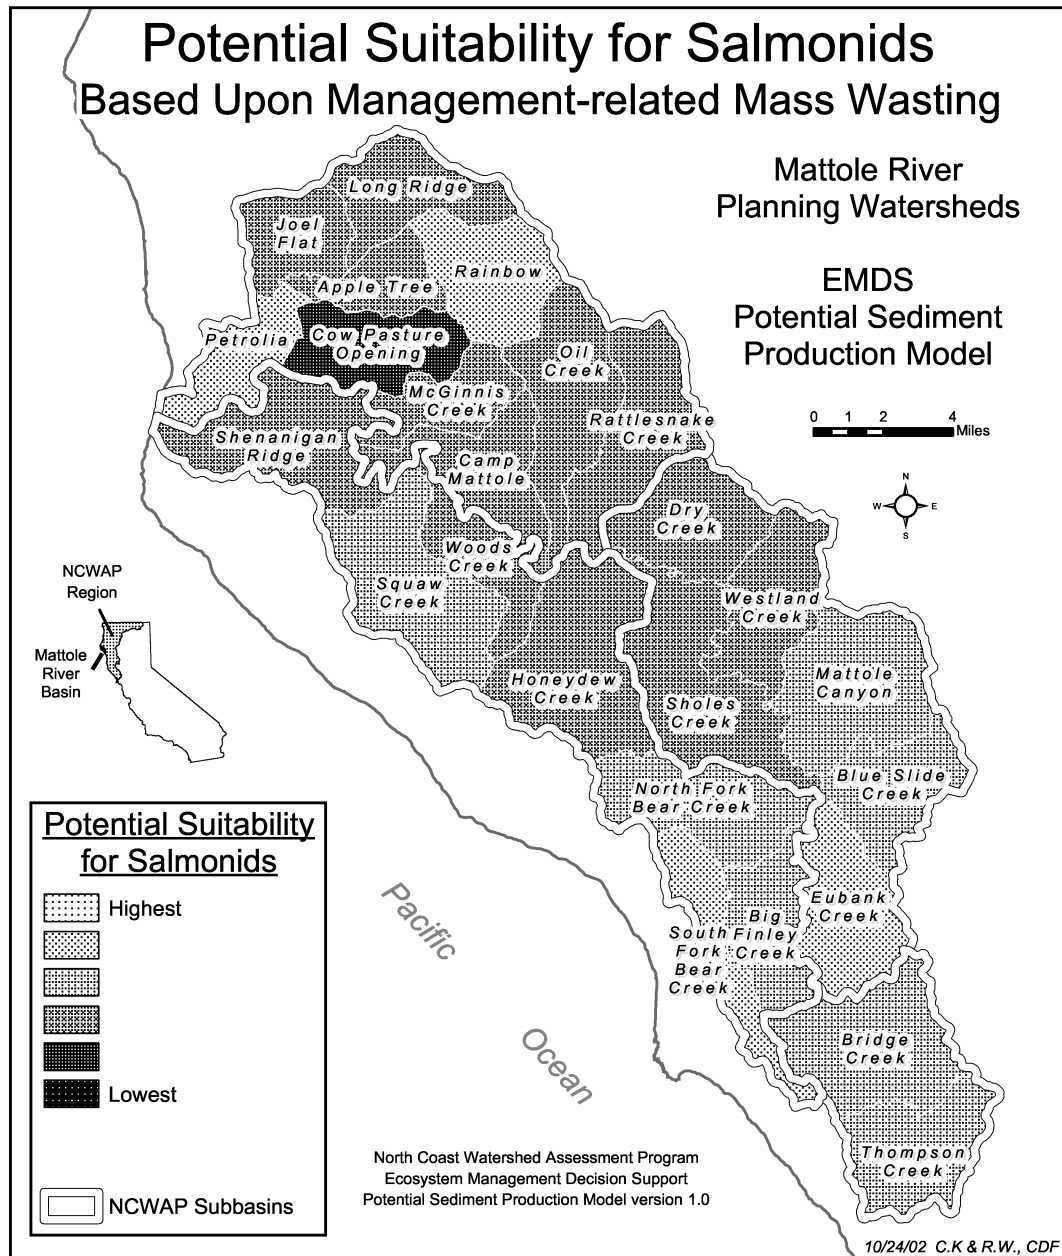 Potential Suitability for Salmonids
Based Upon Management-related Mass Wasting
Mattole River
Planning Watersheds
EMDS
Potential Sediment
Production Model
0 1 2 4
Miles
N
W E
S
Long Ridge
Joel
Flat
Rainbow
Apple Tree
Petrolia
Cow Pasture
Opening
Oil
Creek
McGinnis
Creek
Rattlesnake
Creek
Shenanigan
Ridge
Camp
Mattole
Dry
Creek
Woods
Creek
Squaw
Creek
Westland
Creek
Honeydew
Creek
Mattole
Canyon
Sholes
Creek
North Fork
Bear Creek
Blue Slide
Creek
Eubank
Creek
Big
Finley
Creek
South
Fork
Bear
Creek
Bridge
Creek
Thompson
Creek
NCWAP
Region
Mattole
River
Basin
Pacific
Ocean
Potential Suitability
for Salmonids
Highest
Lowest
NCWAP Subbasins
North Coast Watershed Assessment Program
Ecosystem Management Decision Support
Potential Sediment Production Model version 1.0
10/24/02 C.K & R.W., CDF